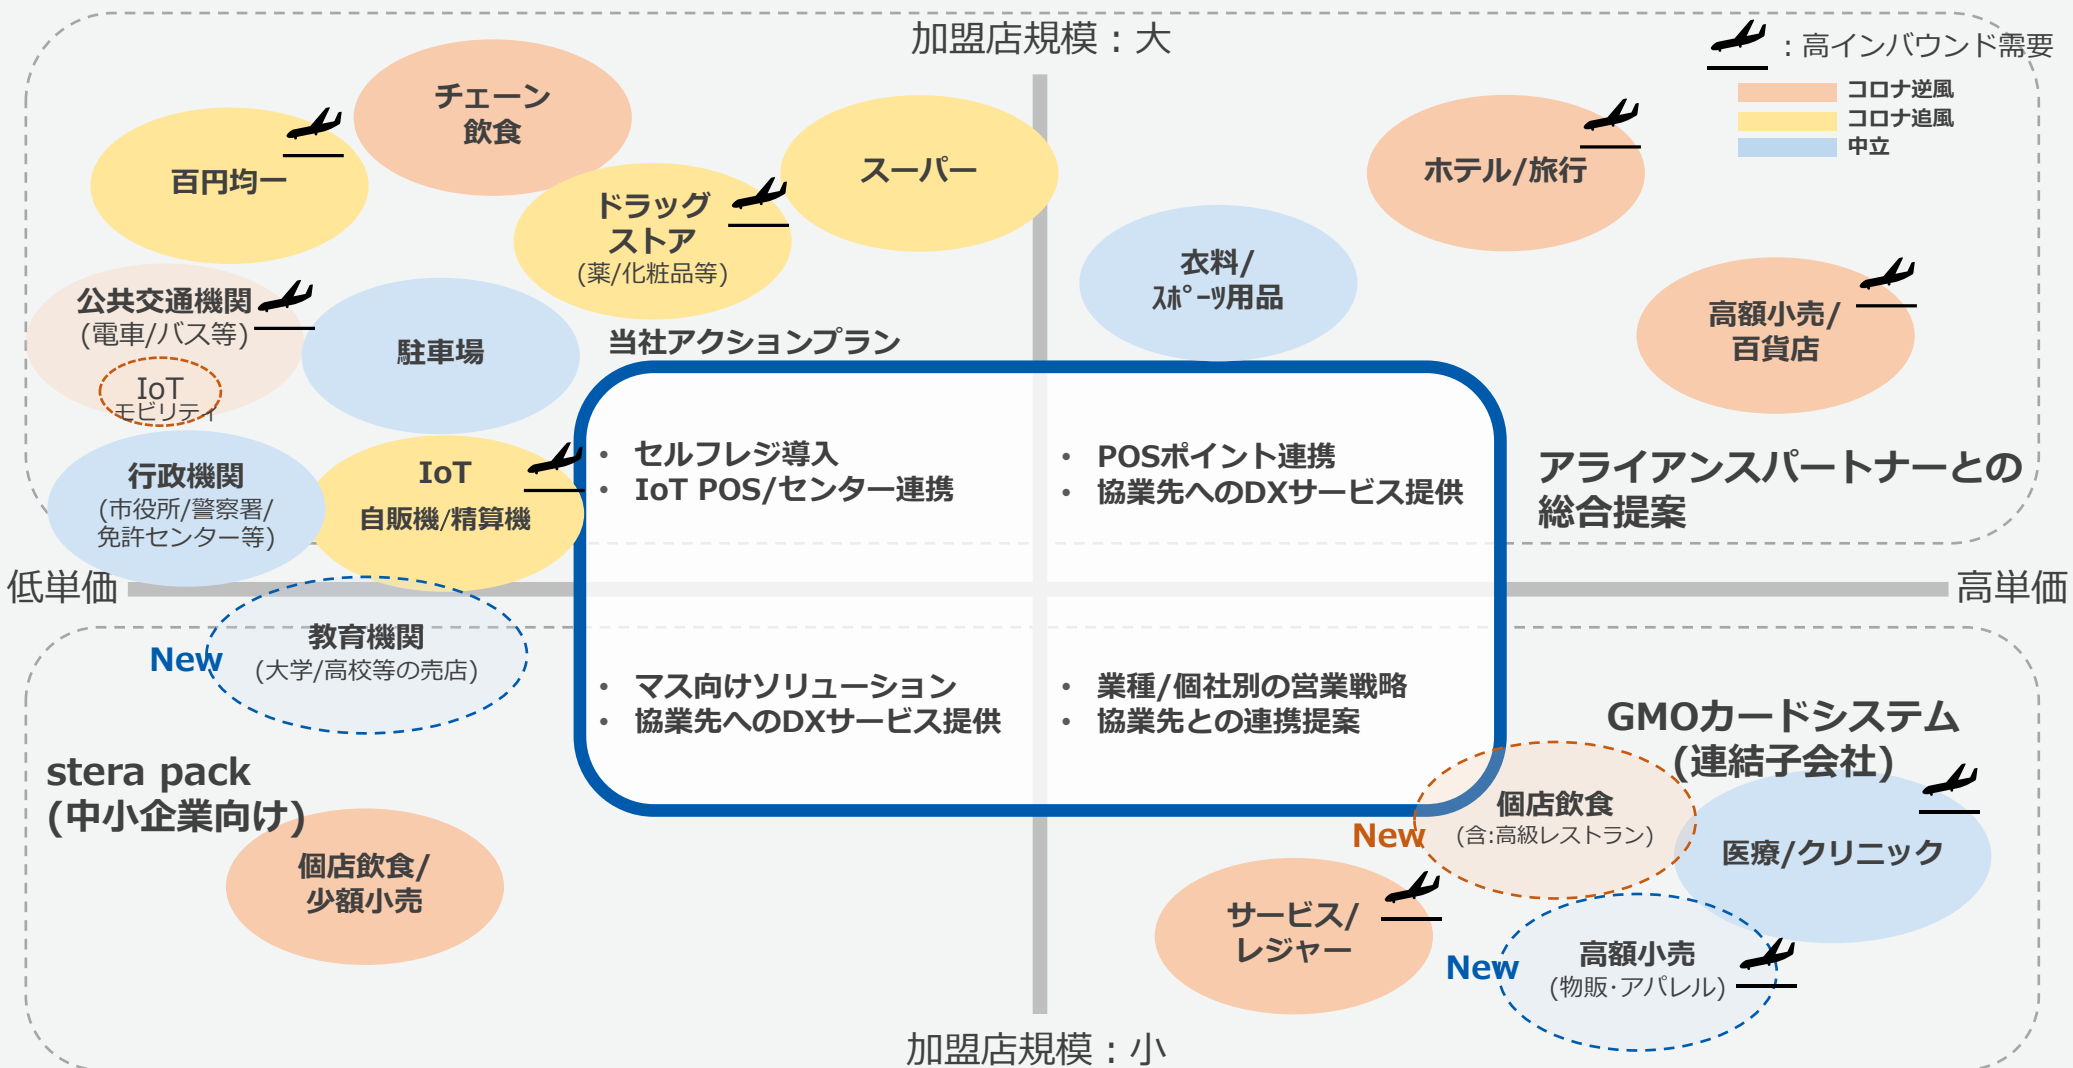 加盟店規模：大
：高インバウンド需要
コロナ逆風
コロナ追風
中立
チェーン
飲食
百円均一
スーパー
ドラッグ
ストア
(薬/化粧品等)
ホテル/旅行
衣料/
ｽﾎﾟｰﾂ用品
高額小売/
百貨店
公共交通機関
(電車/バス等)
IoT
モビリティ
駐車場
当社アクションプラン
行政機関
(市役所/警察署/
免許センター等)
IoT
自販機/精算機
• セルフレジ導入
• IoT POS/センター連携
• POSポイント連携
• 協業先へのDXサービス提供
アライアンスパートナーとの
総合提案
低単価
高単価
New
教育機関
(大学/高校等の売店)
• マス向けソリューション
• 協業先へのDXサービス提供
• 業種/個社別の営業戦略
• 協業先との連携提案
GMOカードシステム
(連結子会社)
stera pack
(中小企業向け)
個店飲食/
少額小売
New
個店飲食
(含:高級レストラン)
医療/クリニック
サービス/
レジャー
New
高額小売
(物販･アパレル)
加盟店規模：小